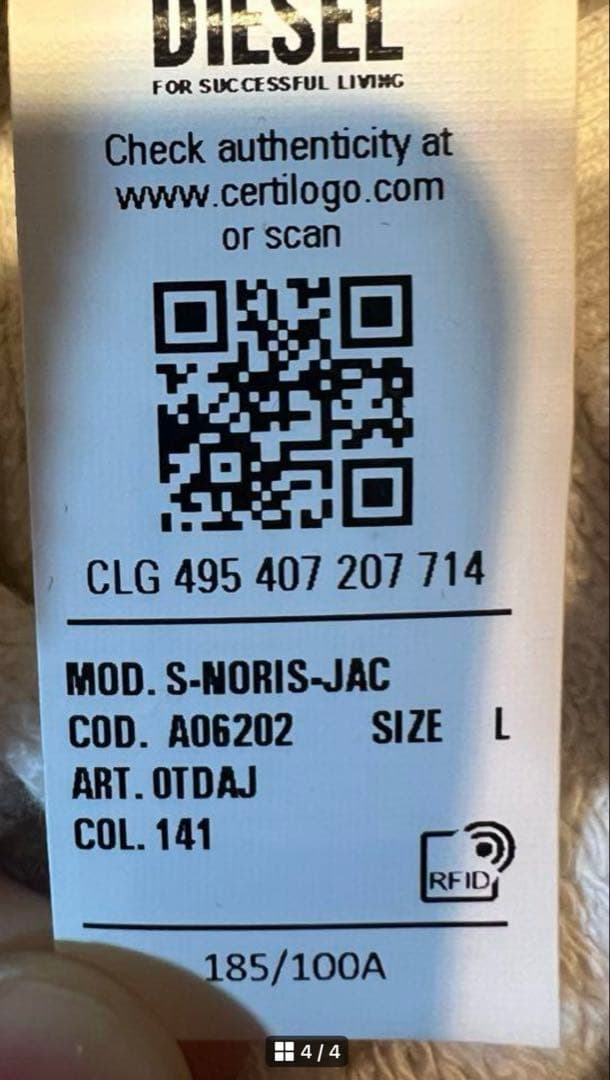 DIESEL
FOR SUCCESSFUL LIVING
Check authenticity at
www.certilogo.com
or scan
CLG 495 407 207 714
MOD. S-NORIS-JAC
COD. A06202 SIZE L
ART. 0TDAJ
COL. 141
RFID
185/100A
4/4